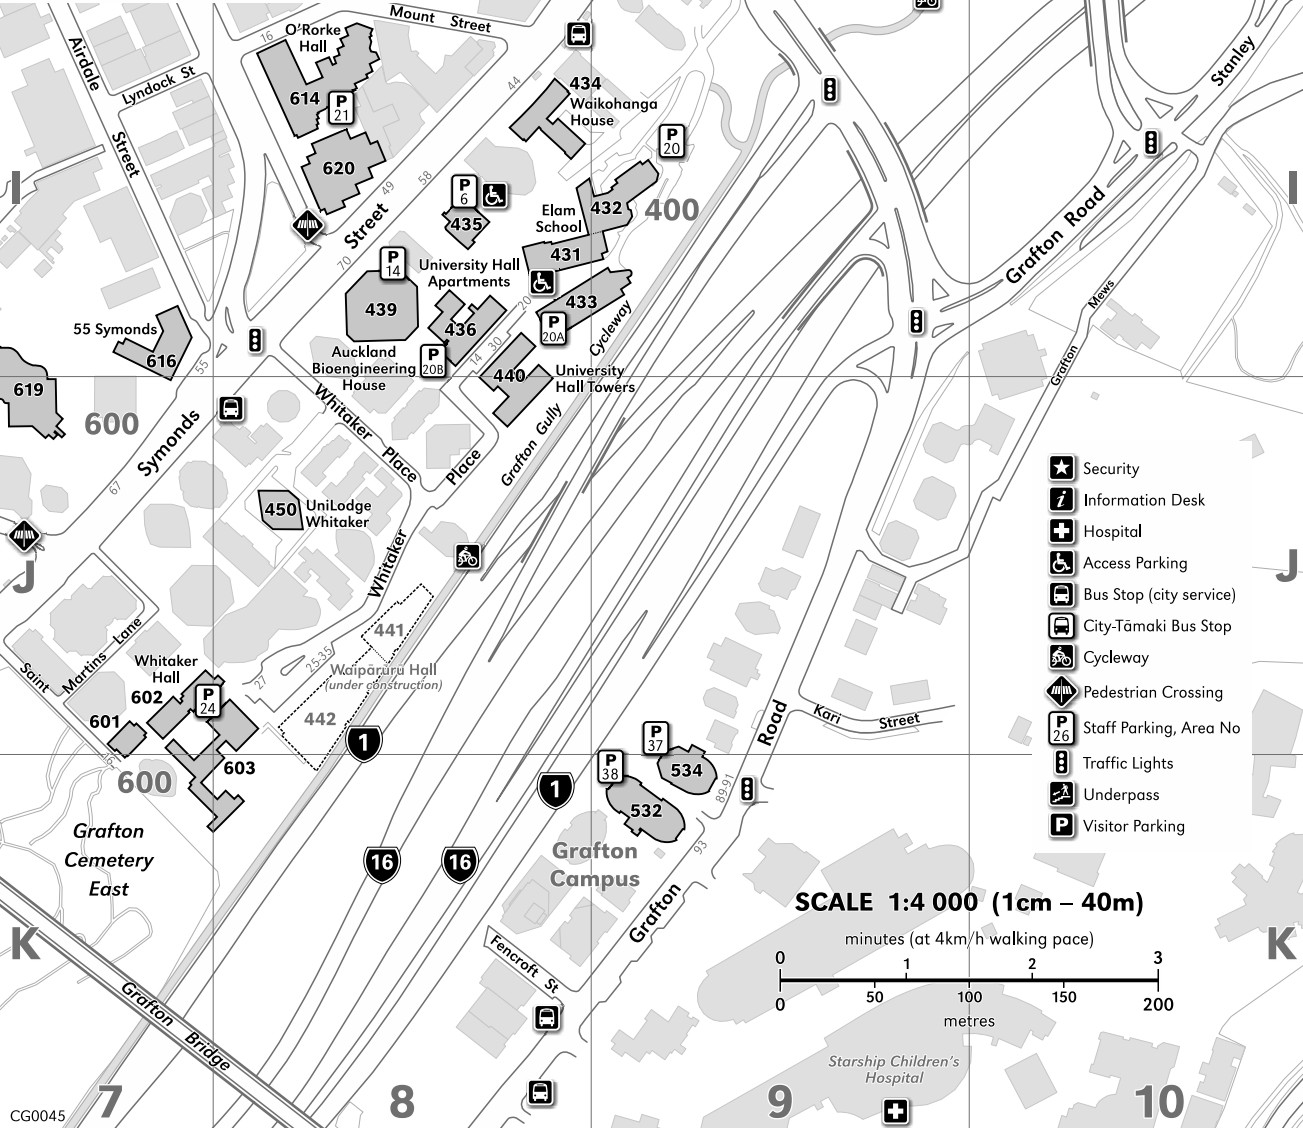 Mount Street
16
O'Rorke
Hall
Airdale
Street
Lyndock St
614
P
21
620
44
434
Waikohanga
House
P
20
Stanley
I
I
49
58
P
6
435
Elam
School
432
400
431
Street
70
P
14
439
University Hall
Apartments
436
20
433
P
20A
Cycleway
Grafton Road
Grafton Mews
55 Symonds
616
55
Auckland
Bioengineering
House
P
20B
14
30
440
University
Hall Towers
619
600
Symonds
67
Whitaker
Place
Place
Grafton Gully
450
UniLodge
Whitaker
Whitaker
J
J
Security
Information Desk
Hospital
Access Parking
Bus Stop (city service)
City-Tāmaki Bus Stop
Cycleway
Pedestrian Crossing
P
26
Staff Parking, Area No
Traffic Lights
Underpass
P
Visitor Parking
441
25-35
Waipārūrū Hall
(under construction)
442
27
Saint
Martins Lane
Whitaker
Hall
602
P
24
601
16
603
600
1
Road
Kari Street
P
37
534
P
38
532
89-91
93
1
16
16
Grafton
Campus
Grafton
Cemetery
East
Grafton
SCALE 1:4 000 (1cm – 40m)
minutes (at 4km/h walking pace)
0 1 2 3
0 50 100 150 200
metres
K
K
Fencroft St
Grafton Bridge
Starship Children's
Hospital
7
8
9
10
CG0045